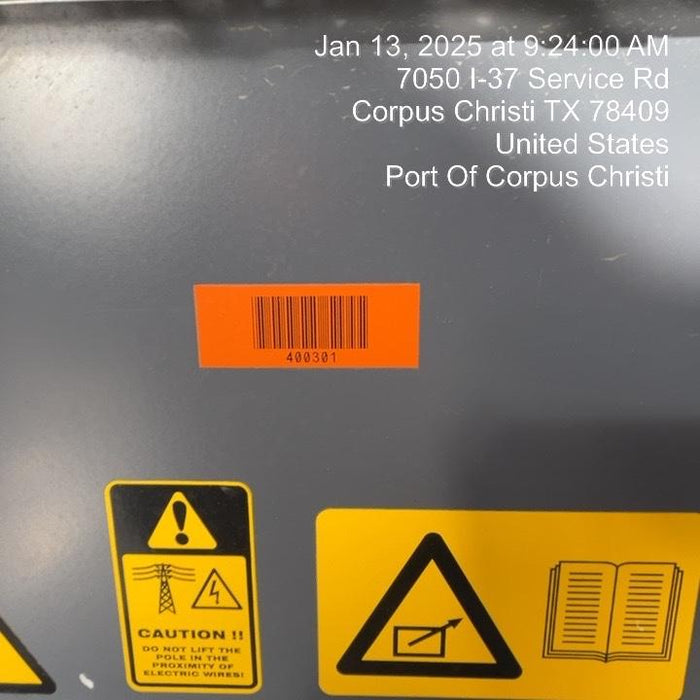 Jan 13, 2025 at 9:24:00 AM
7050 I-37 Service Rd
Corpus Christi TX 78409
United States
Port Of Corpus Christi
400301
CAUTION !!
DO NOT LIFT THE
POLE IN THE
PROXIMITY OF
ELECTRIC WIRES!